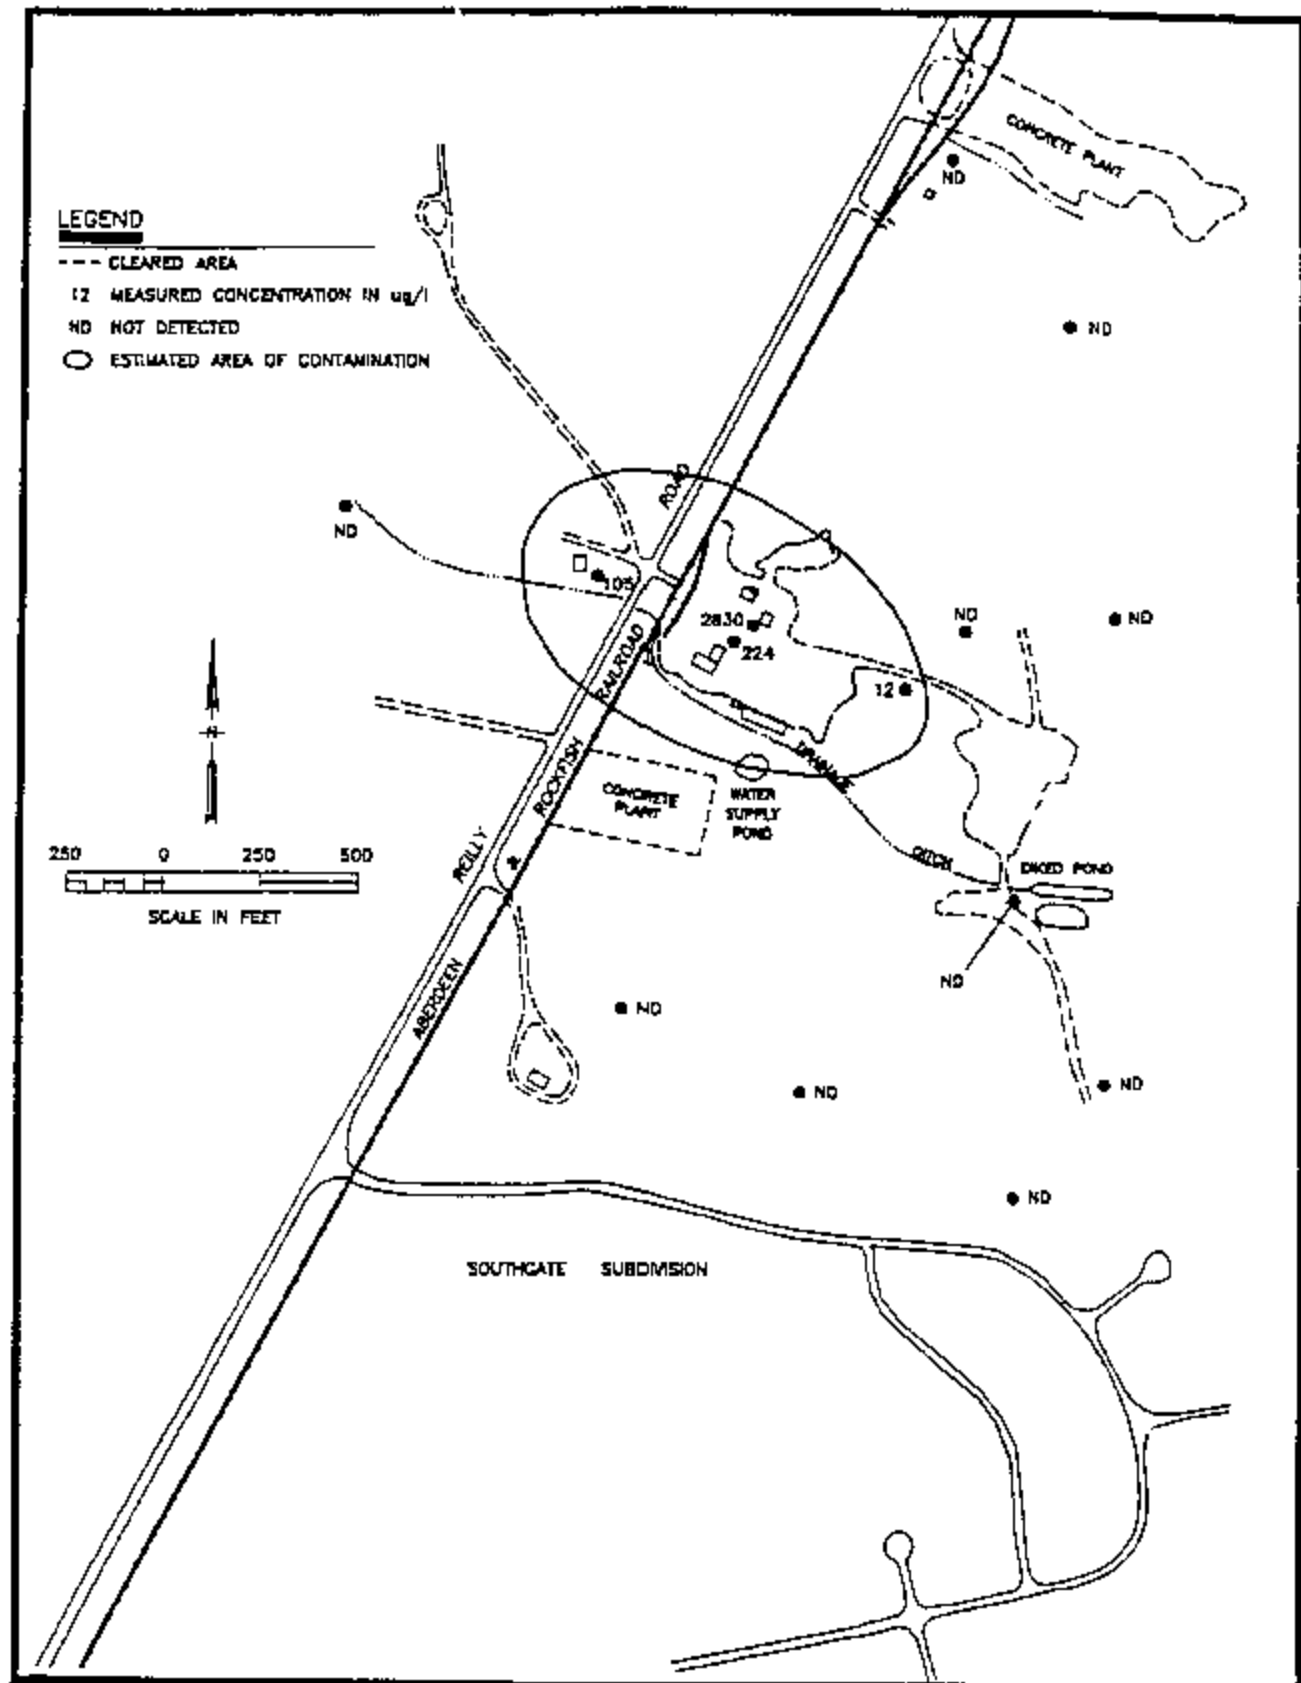 CONCRETE PLANT
ND
LEGEND
CLEARED AREA
12 MEASURED CONCENTRATION IN ug/l
ND NOT DETECTED
ESTIMATED AREA OF CONTAMINATION
ND
ROAD
ND
105
2830
224
ND
ND
12
RAILROAD
N
ROCKFISH
DRAINAGE
CONCRETE
PLANT
WATER
SUPPLY
POND
REILLY
DITCH
DIKED POND
250 0 250 500
SCALE IN FEET
ABERDEEN
ND
ND
ND
ND
ND
SOUTHGATE SUBDIVISION